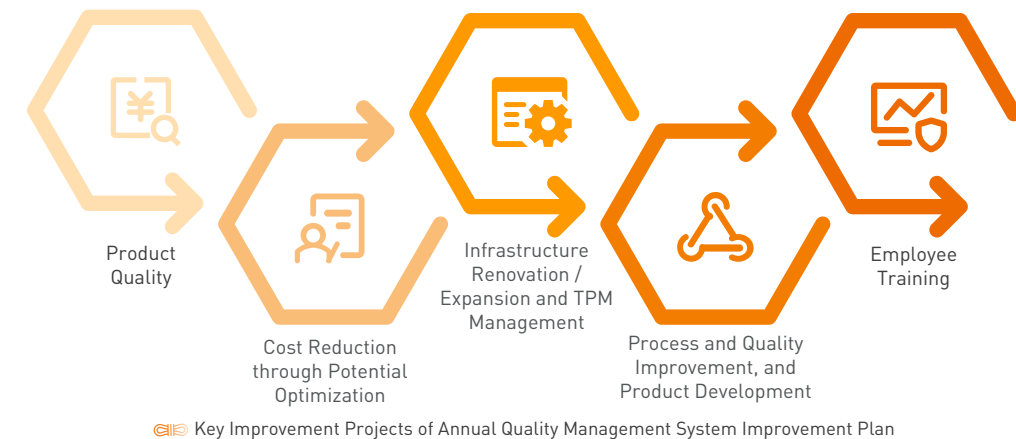 Product
Quality
Cost Reduction
through Potential
Optimization
Infrastructure
Renovation /
Expansion and TPM
Management
Process and Quality
Improvement, and
Product Development
Employee
Training
Key Improvement Projects of Annual Quality Management System Improvement Plan